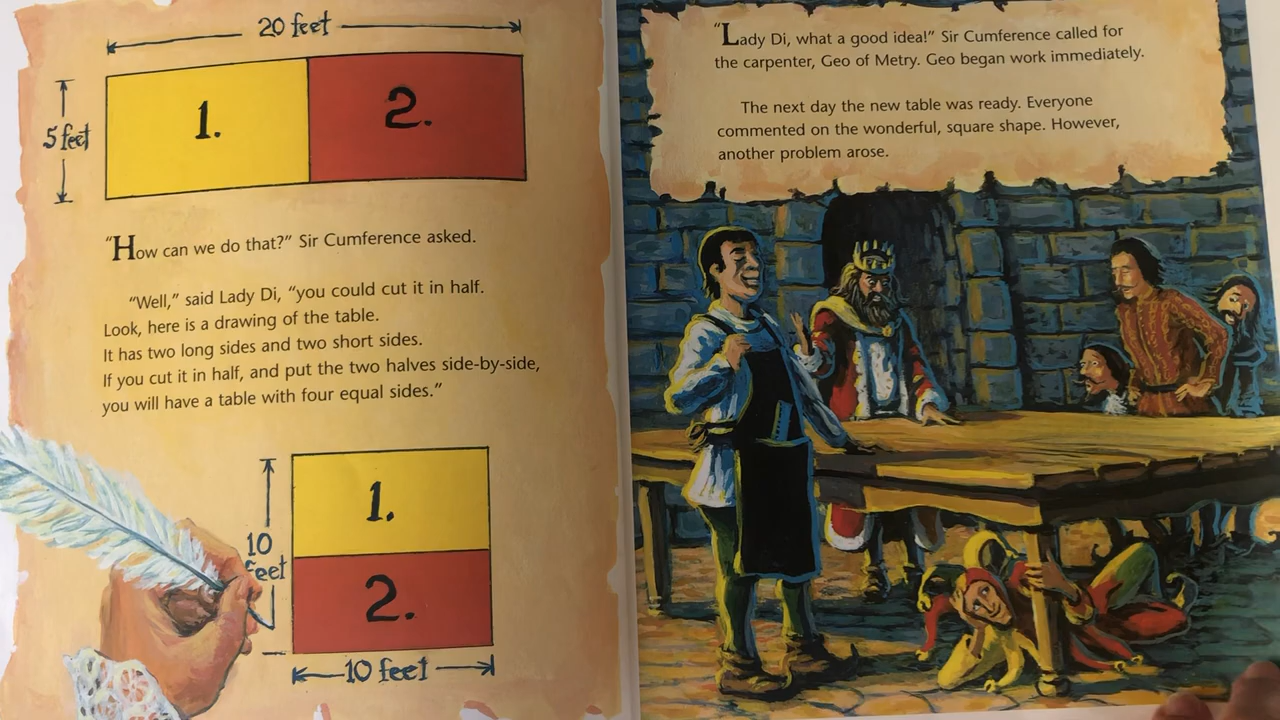 20 feet
5 feet
1.
2.
"How can we do that?" Sir Cumference asked.
"Well," said Lady Di, "you could cut it in half.
Look, here is a drawing of the table.
It has two long sides and two short sides.
If you cut it in half, and put the two halves side-by-side,
you will have a table with four equal sides."
1.
10
feet
2.
10 feet
"Lady Di, what a good idea!" Sir Cumference called for
the carpenter, Geo of Metry. Geo began work immediately.
The next day the new table was ready. Everyone
commented on the wonderful, square shape. However,
another problem arose.